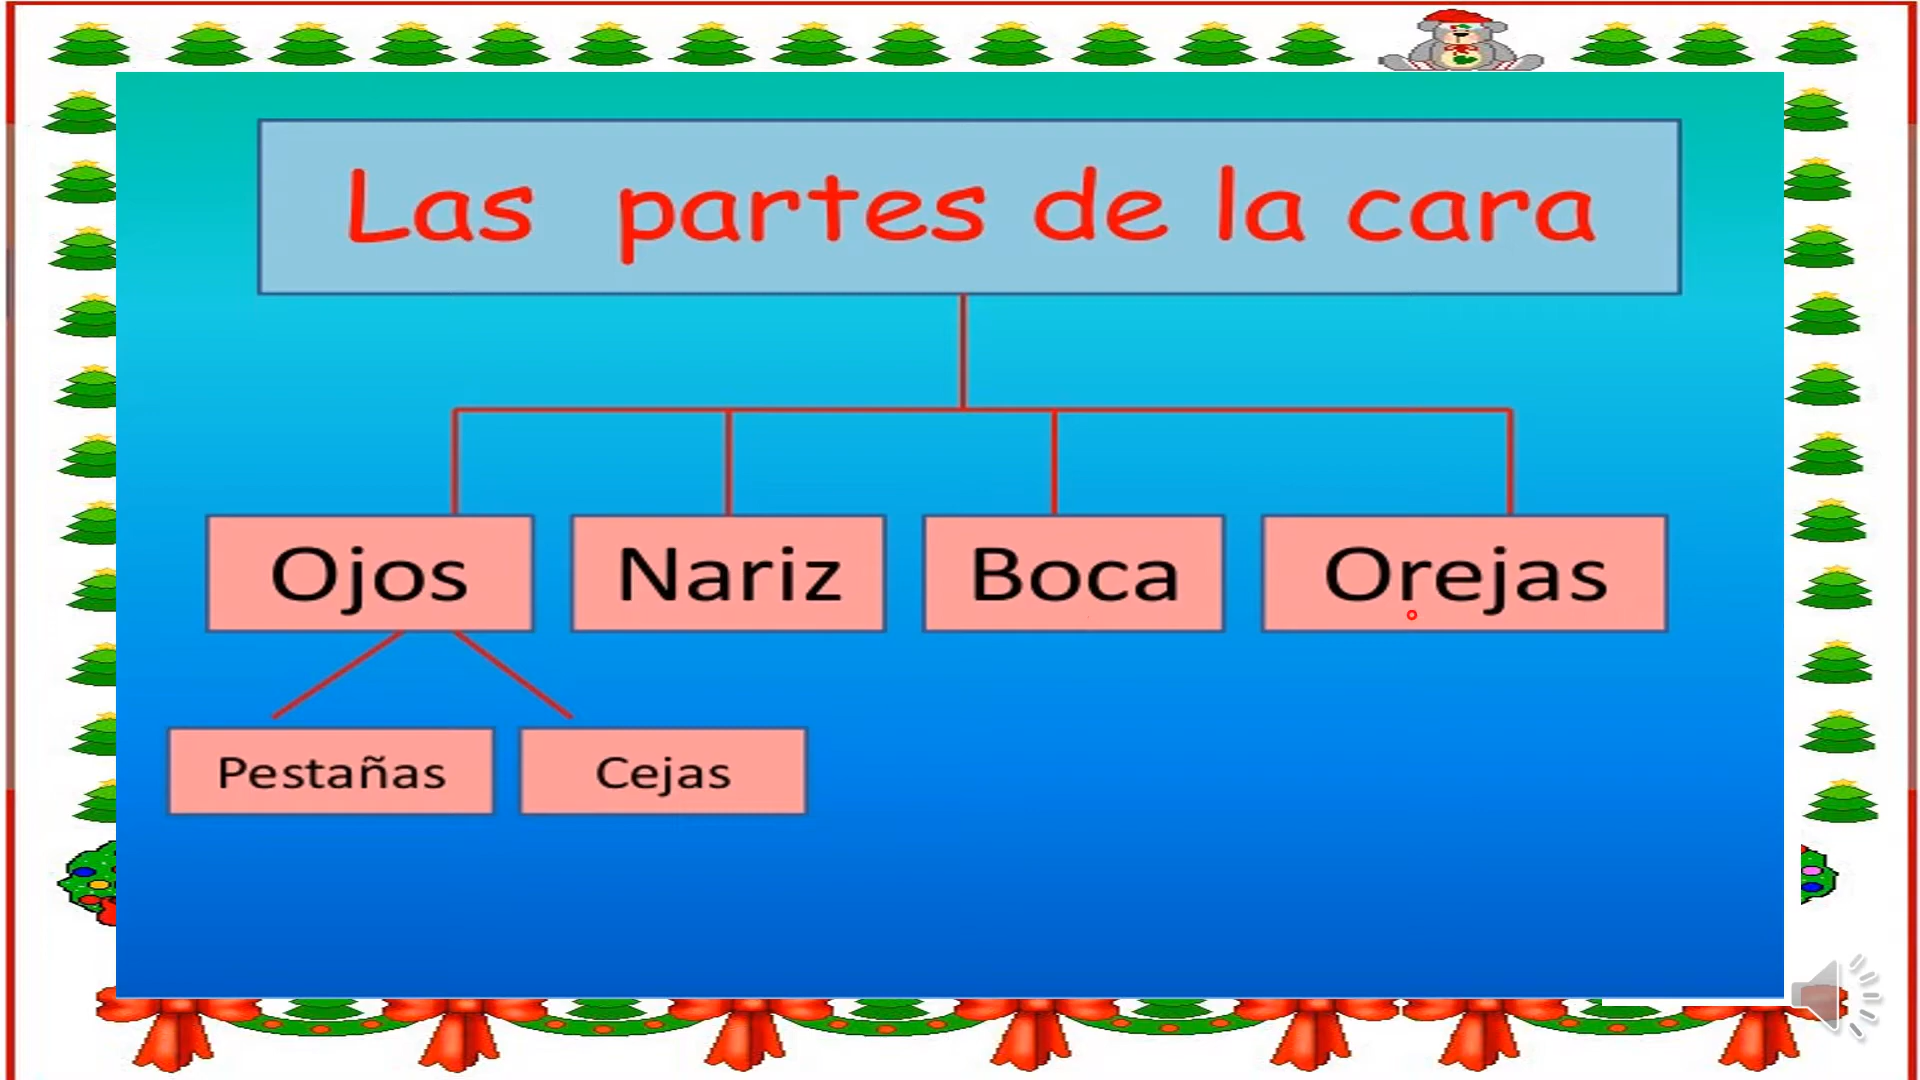 Las partes de la cara
Ojos
Nariz
Boca
Orejas
Pestañas
Cejas